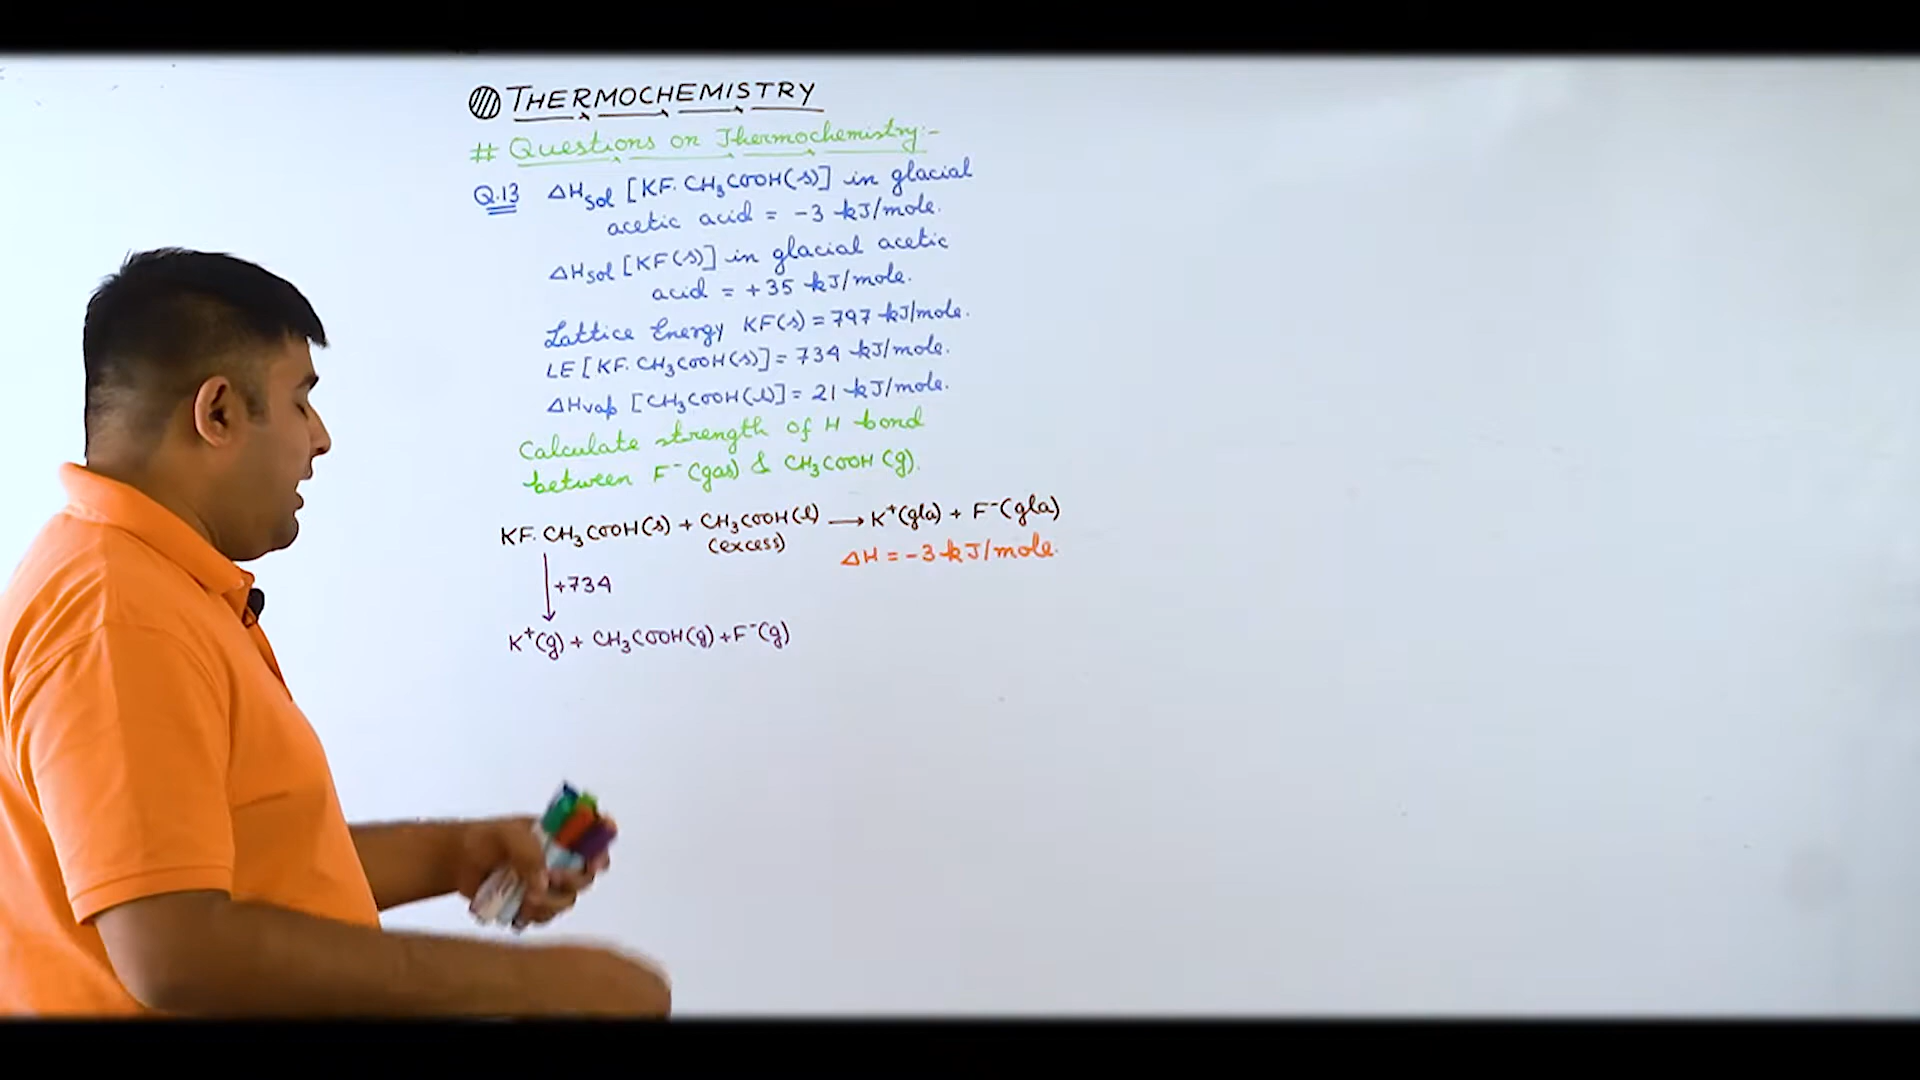 THERMOCHEMISTRY
# Questions on Thermochemistry:-
Q.13 ΔHsol [KF. CH₃COOH(s)] in glacial
acetic acid = -3 kJ/mole.
ΔHsol [KF(s)] in glacial acetic
acid = +35 kJ/mole.
Lattice Energy KF(s) = 797 kJ/mole.
LE [KF. CH₃COOH(s)] = 734 kJ/mole.
ΔHvap [CH₃COOH(l)] = 21 kJ/mole.
Calculate strength of H bond
between F⁻(gas) & CH₃COOH (g).
KF. CH₃COOH(s) + CH₃COOH(l) → K⁺(gla) + F⁻(gla)
(excess) ΔH = -3 kJ/mole.
↓ +734
K⁺(g) + CH₃COOH(g) + F⁻(g)